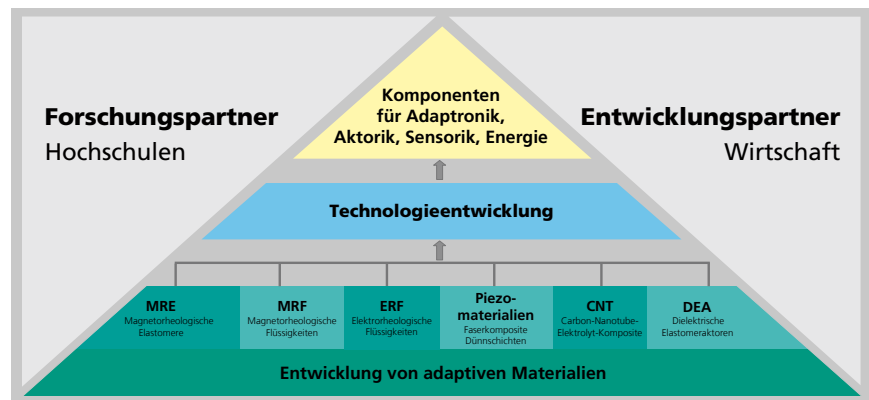 Forschungspartner
Hochschulen
Komponenten
für Adaptronik,
Aktorik, Sensorik, Energie
Entwicklungspartner
Wirtschaft
Technologieentwicklung
MRE
Magnetorheologische
Elastomere
MRF
Magnetorheologische
Flüssigkeiten
ERF
Elektrorheologische
Flüssigkeiten
Piezo-
materialien
Faserkomposite
Dünnschichten
CNT
Carbon-Nanotube-
Elektrolyt-Komposite
DEA
Dielektrische
Elastomeraktoren
Entwicklung von adaptiven Materialien